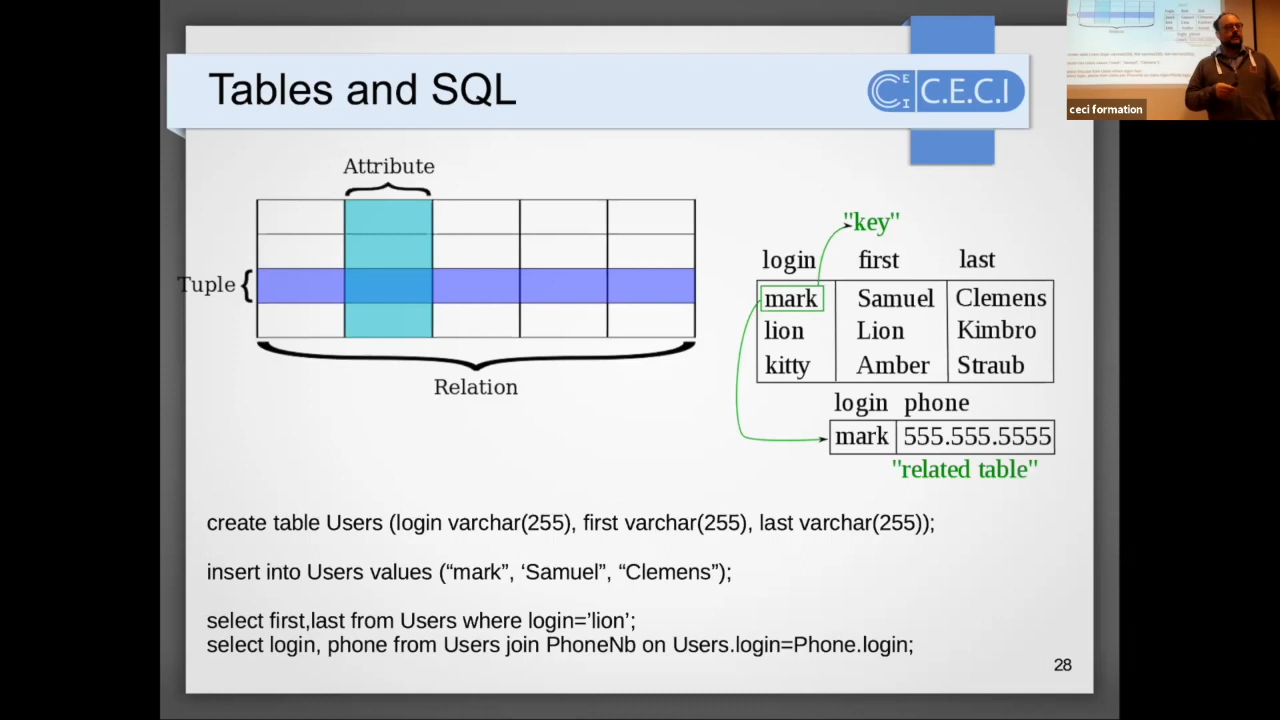 Tables and SQL
C E C I C.E.C.I
ceci formation
Attribute
Tuple
Relation
"key"
login first last
mark Samuel Clemens
lion Lion Kimbro
kitty Amber Straub
login phone
mark 555.555.5555
"related table"
create table Users (login varchar(255), first varchar(255), last varchar(255));
insert into Users values (“mark”, ‘Samuel”, “Clemens”);
select first,last from Users where login=’lion’;
select login, phone from Users join PhoneNb on Users.login=Phone.login;
28